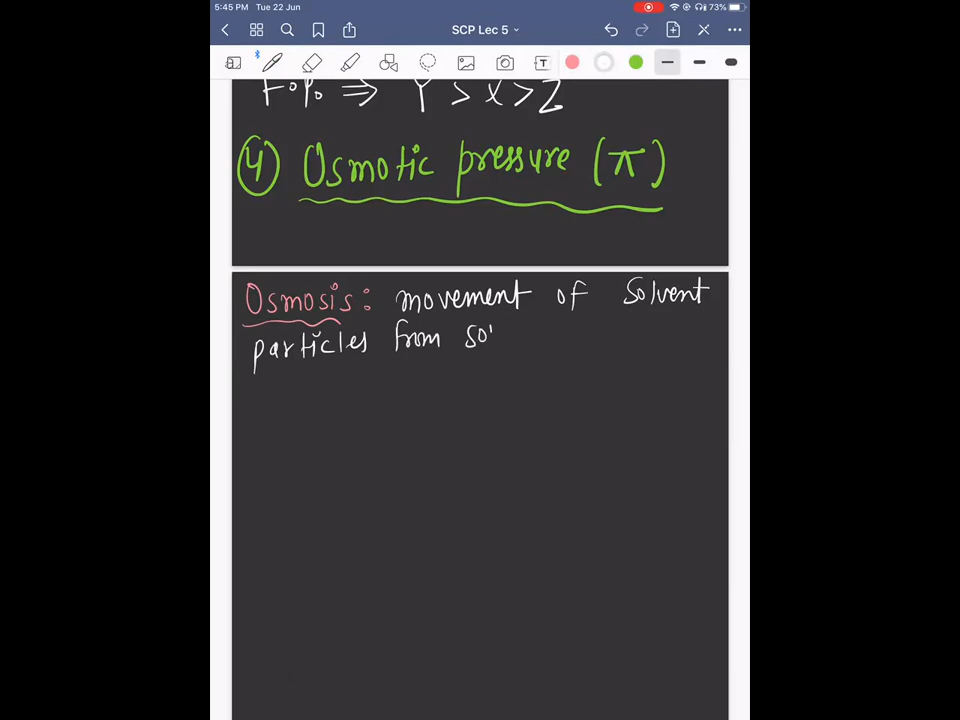 5:45 PM Tue 22 Jun 73%
SCP Lec 5
T
F.P. ⇒ Y > X > Z
4 Osmotic pressure (π)
Osmosis: movement of solvent
particles from so